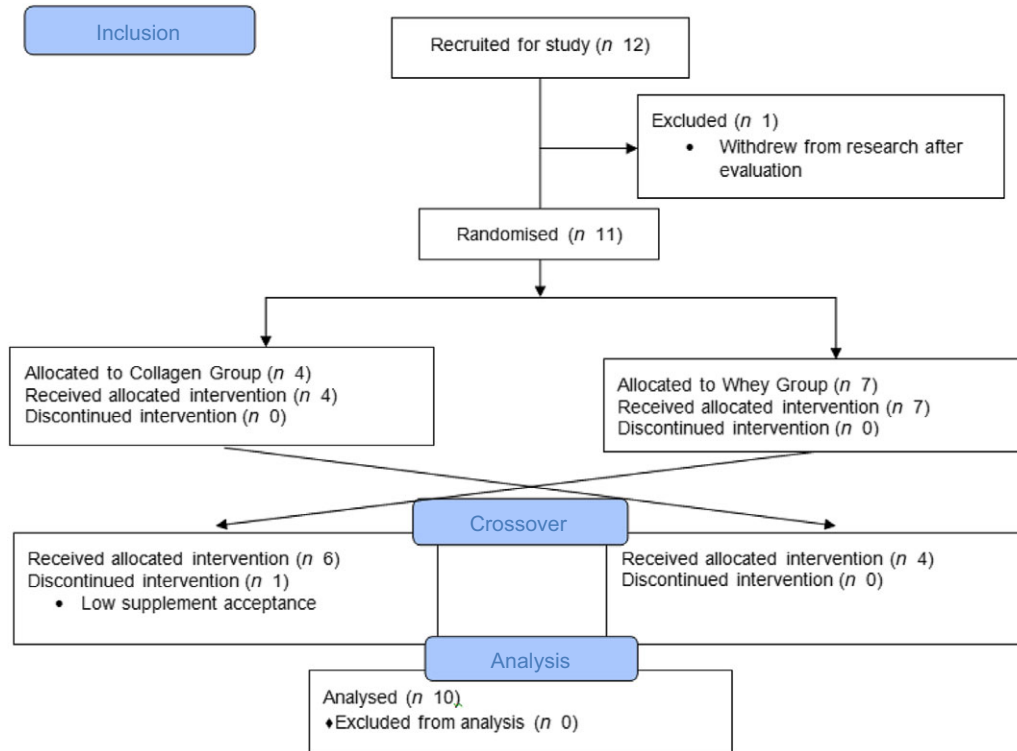 Inclusion
Recruited for study (n 12)
Excluded (n 1)
• Withdrew from research after
evaluation
Randomised (n 11)
Allocated to Collagen Group (n 4)
Received allocated intervention (n 4)
Discontinued intervention (n 0)
Allocated to Whey Group (n 7)
Received allocated intervention (n 7)
Discontinued intervention (n 0)
Crossover
Received allocated intervention (n 6)
Discontinued intervention (n 1)
• Low supplement acceptance
Received allocated intervention (n 4)
Discontinued intervention (n 0)
Analysis
Analysed (n 10)
♦Excluded from analysis (n 0)